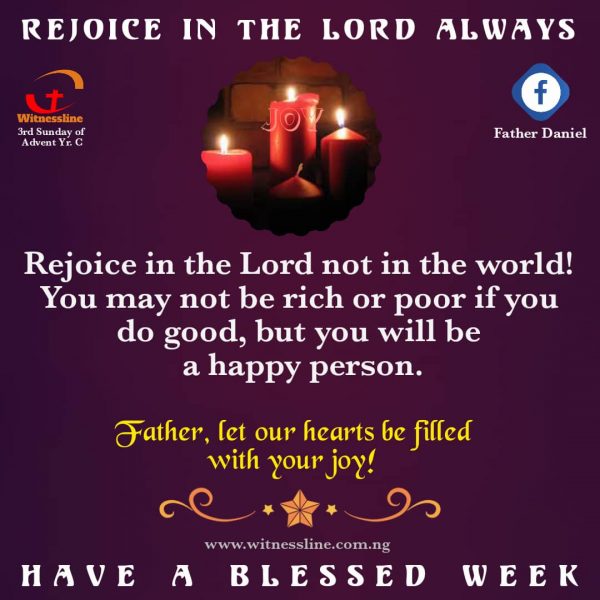 REJOICE IN THE LORD ALWAYS
Witnessline
3rd Sunday of
Advent Yr. C
JOY
f
Father Daniel
Rejoice in the Lord not in the world!
You may not be rich or poor if you
do good, but you will be
a happy person.
Father, let our hearts be filled
with your joy!
www.witnessline.com.ng
HAVE A BLESSED WEEK